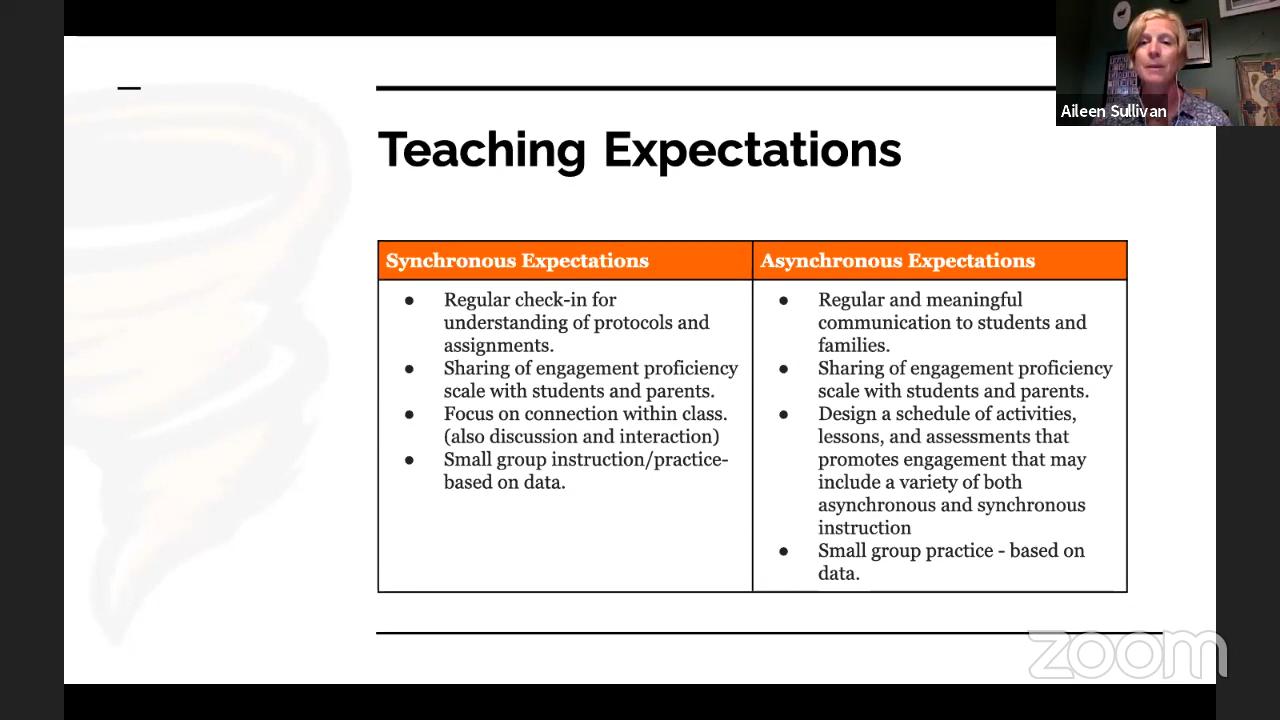 Aileen Sullivan
Teaching Expectations
Synchronous Expectations
● Regular check-in for
understanding of protocols and
assignments.
● Sharing of engagement proficiency
scale with students and parents.
● Focus on connection within class.
(also discussion and interaction)
● Small group instruction/practice-
based on data.
Asynchronous Expectations
● Regular and meaningful
communication to students and
families.
● Sharing of engagement proficiency
scale with students and parents.
● Design a schedule of activities,
lessons, and assessments that
promotes engagement that may
include a variety of both
asynchronous and synchronous
instruction
● Small group practice - based on
data.
zoom